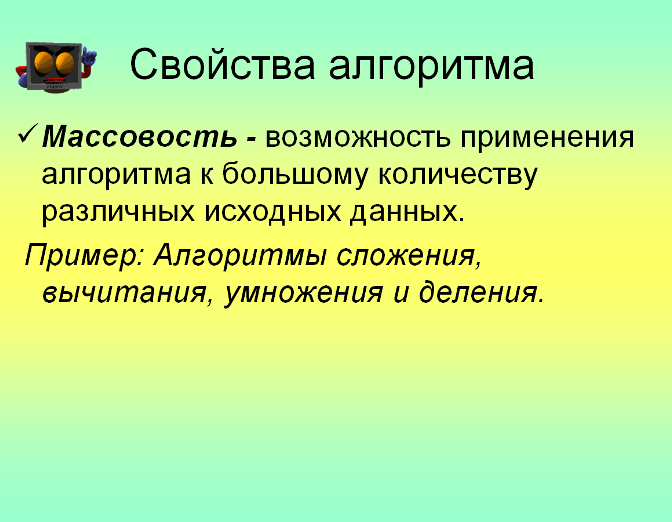 Свойства алгоритма
✓ Массовость - возможность применения
алгоритма к большому количеству
различных исходных данных.
Пример: Алгоритмы сложения,
вычитания, умножения и деления.